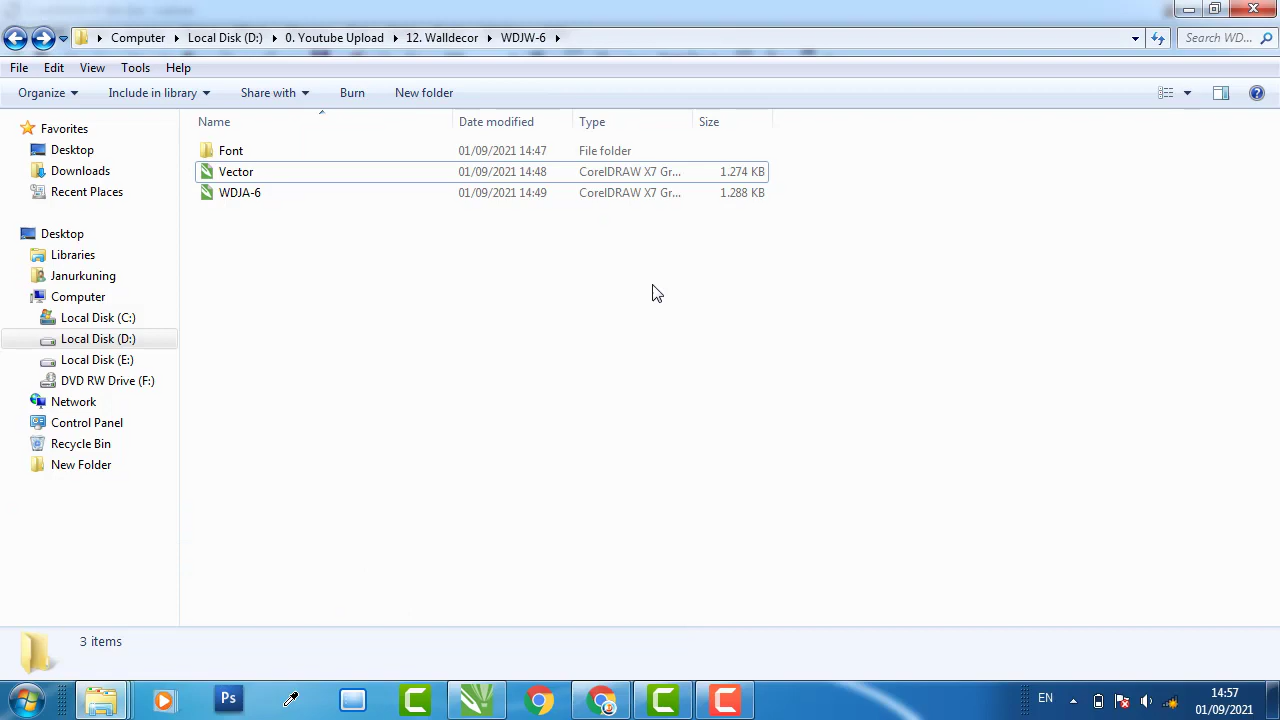 Computer Local Disk (D:) 0. Youtube Upload 12. Walldecor WDJW-6 Search WD...
File Edit View Tools Help
Organize Include in library Share with Burn New folder
Name Date modified Type Size
Favorites
Desktop
Downloads
Recent Places
Desktop
Libraries
Janurkuning
Computer
Local Disk (C:)
Local Disk (D:)
Local Disk (E:)
DVD RW Drive (F:)
Network
Control Panel
Recycle Bin
New Folder
Font 01/09/2021 14:47 File folder
Vector 01/09/2021 14:48 CorelDRAW X7 Gr... 1.274 KB
WDJA-6 01/09/2021 14:49 CorelDRAW X7 Gr... 1.288 KB
3 items
Ps
EN
14:57
01/09/2021